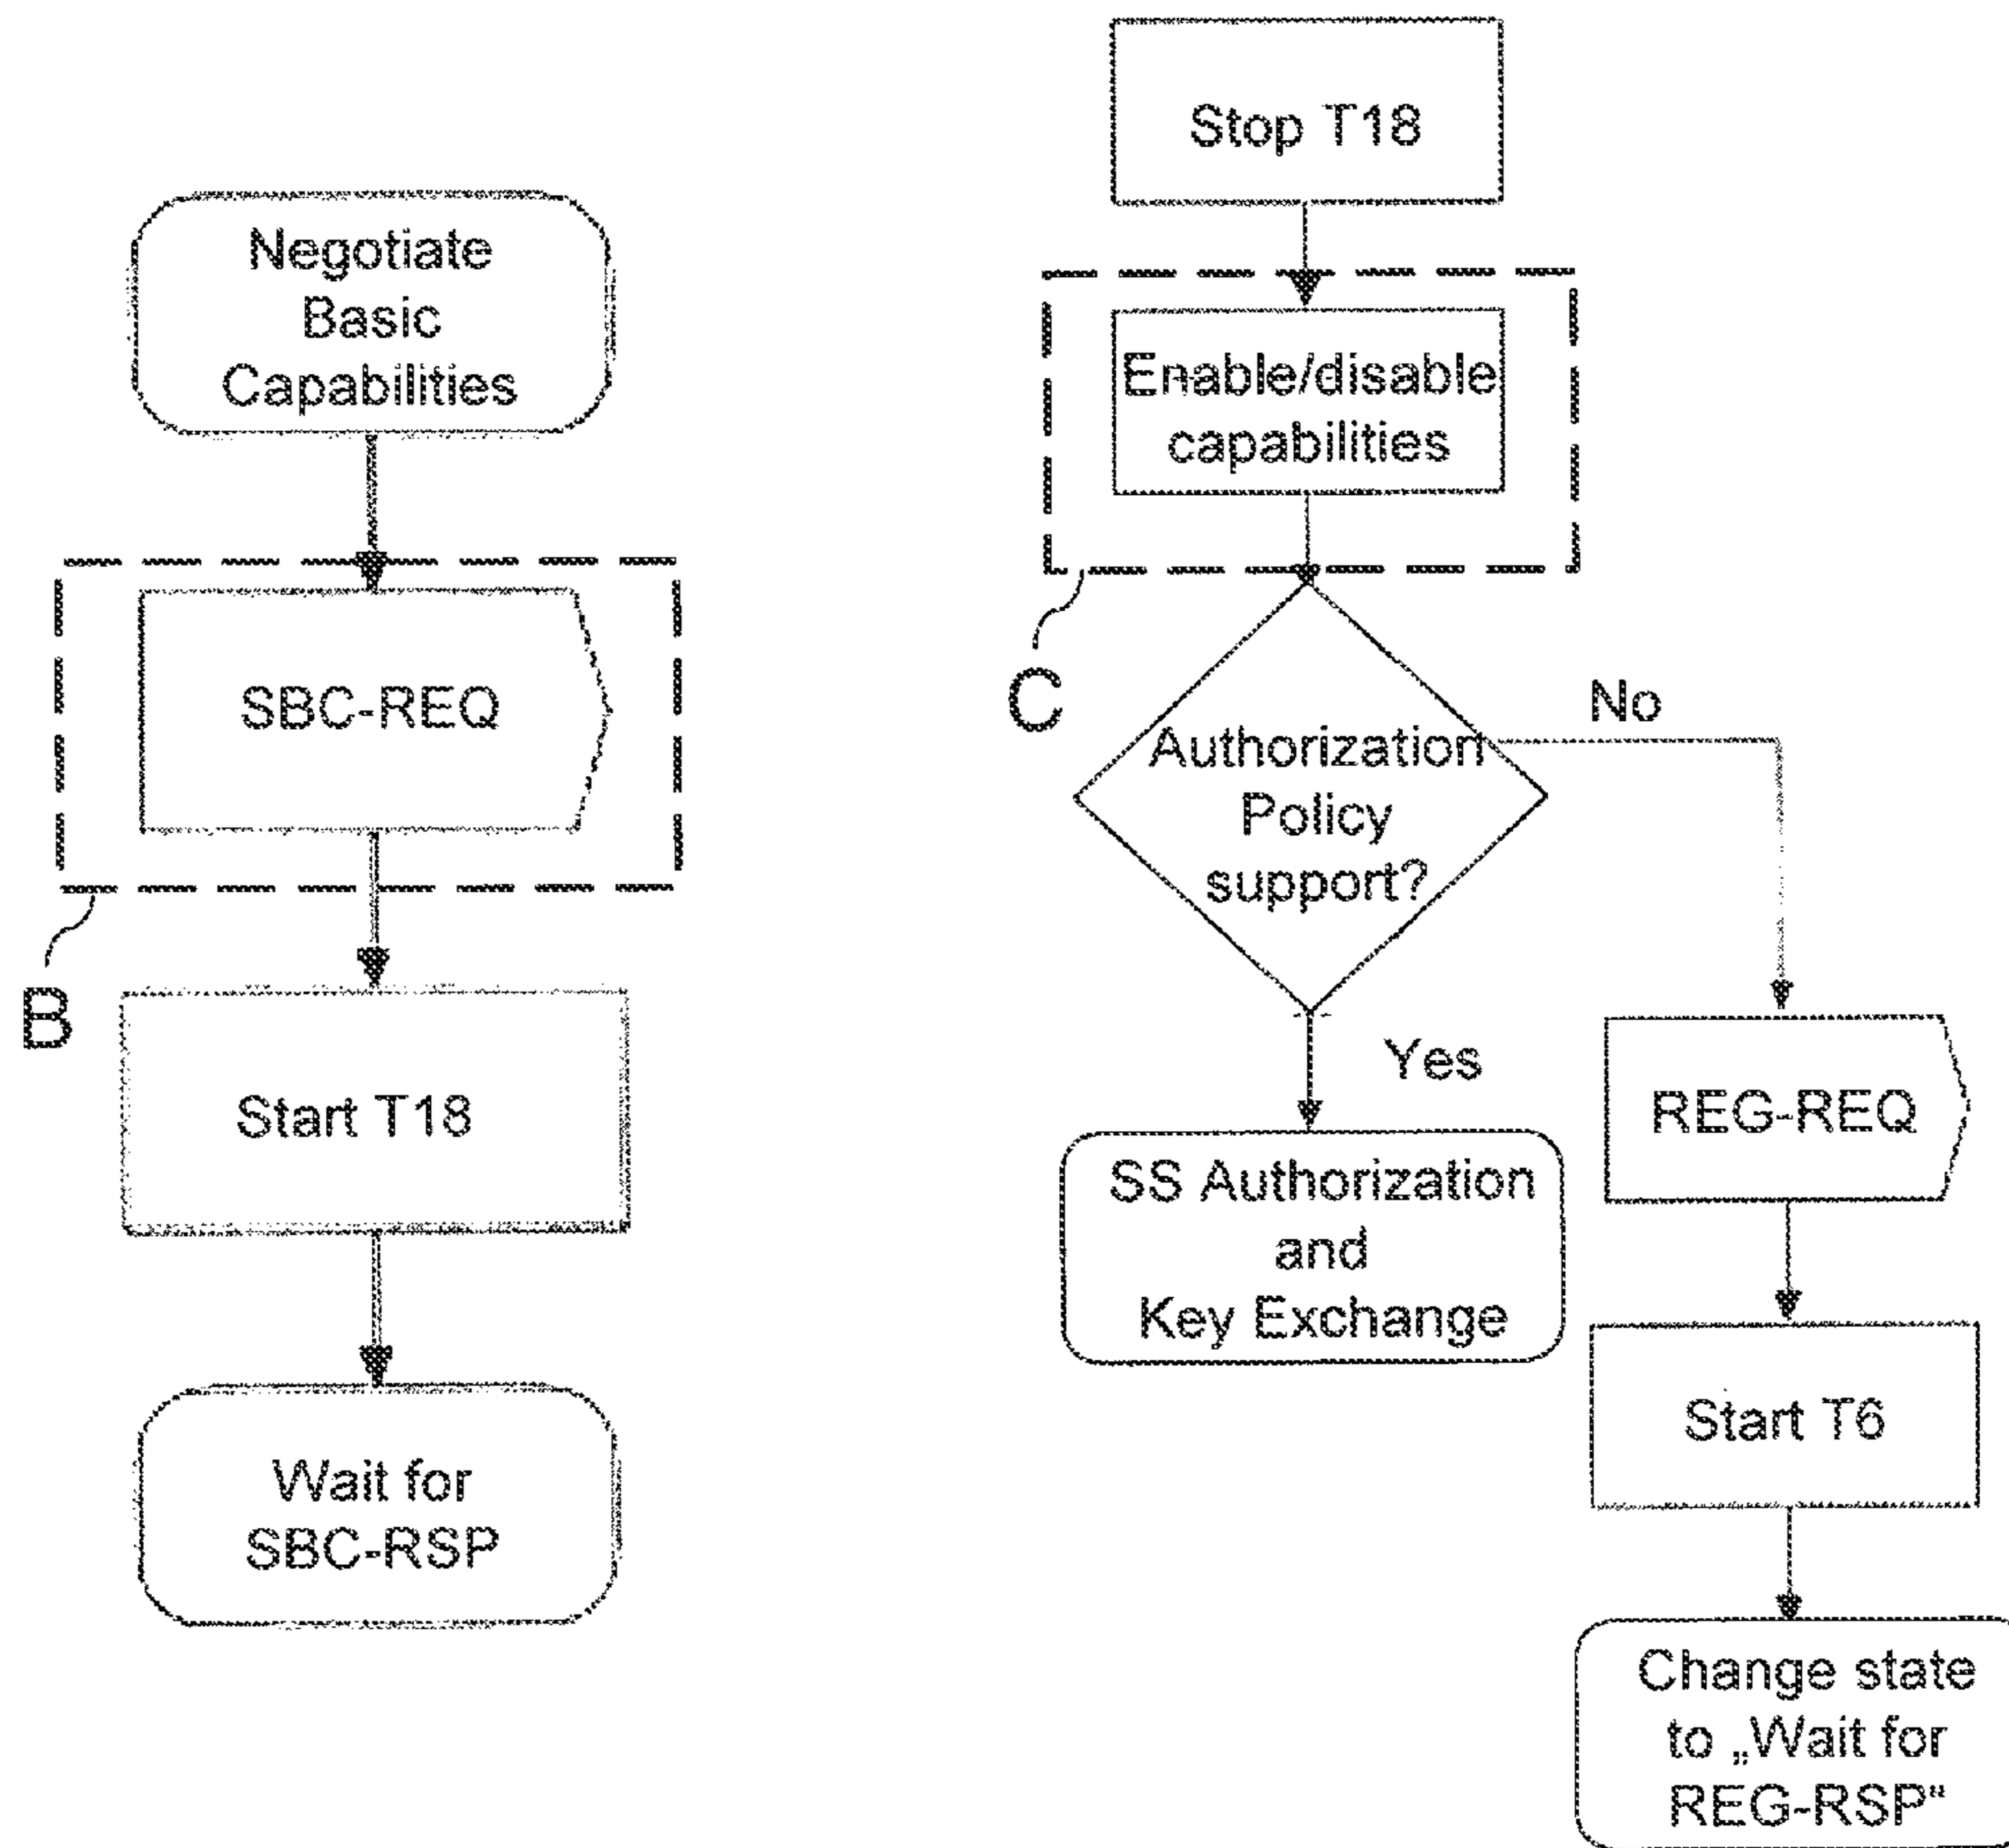 Negotiate
Basic
Capabilities
SBC-REQ
B
Start T18
Wait for
SBC-RSP
Stop T18
Enable/disable
capabilities
C
Authorization
Policy
support?
No
Yes
SS Authorization
and
Key Exchange
REG-REQ
Start T6
Change state
to „Wait for
REG-RSP“